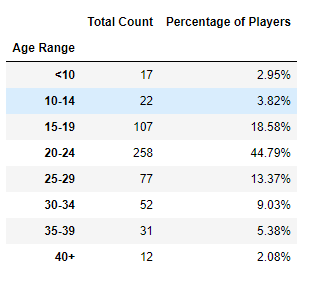 Total Count Percentage of Players
Age Range
<10 17 2.95%
10-14 22 3.82%
15-19 107 18.58%
20-24 258 44.79%
25-29 77 13.37%
30-34 52 9.03%
35-39 31 5.38%
40+ 12 2.08%